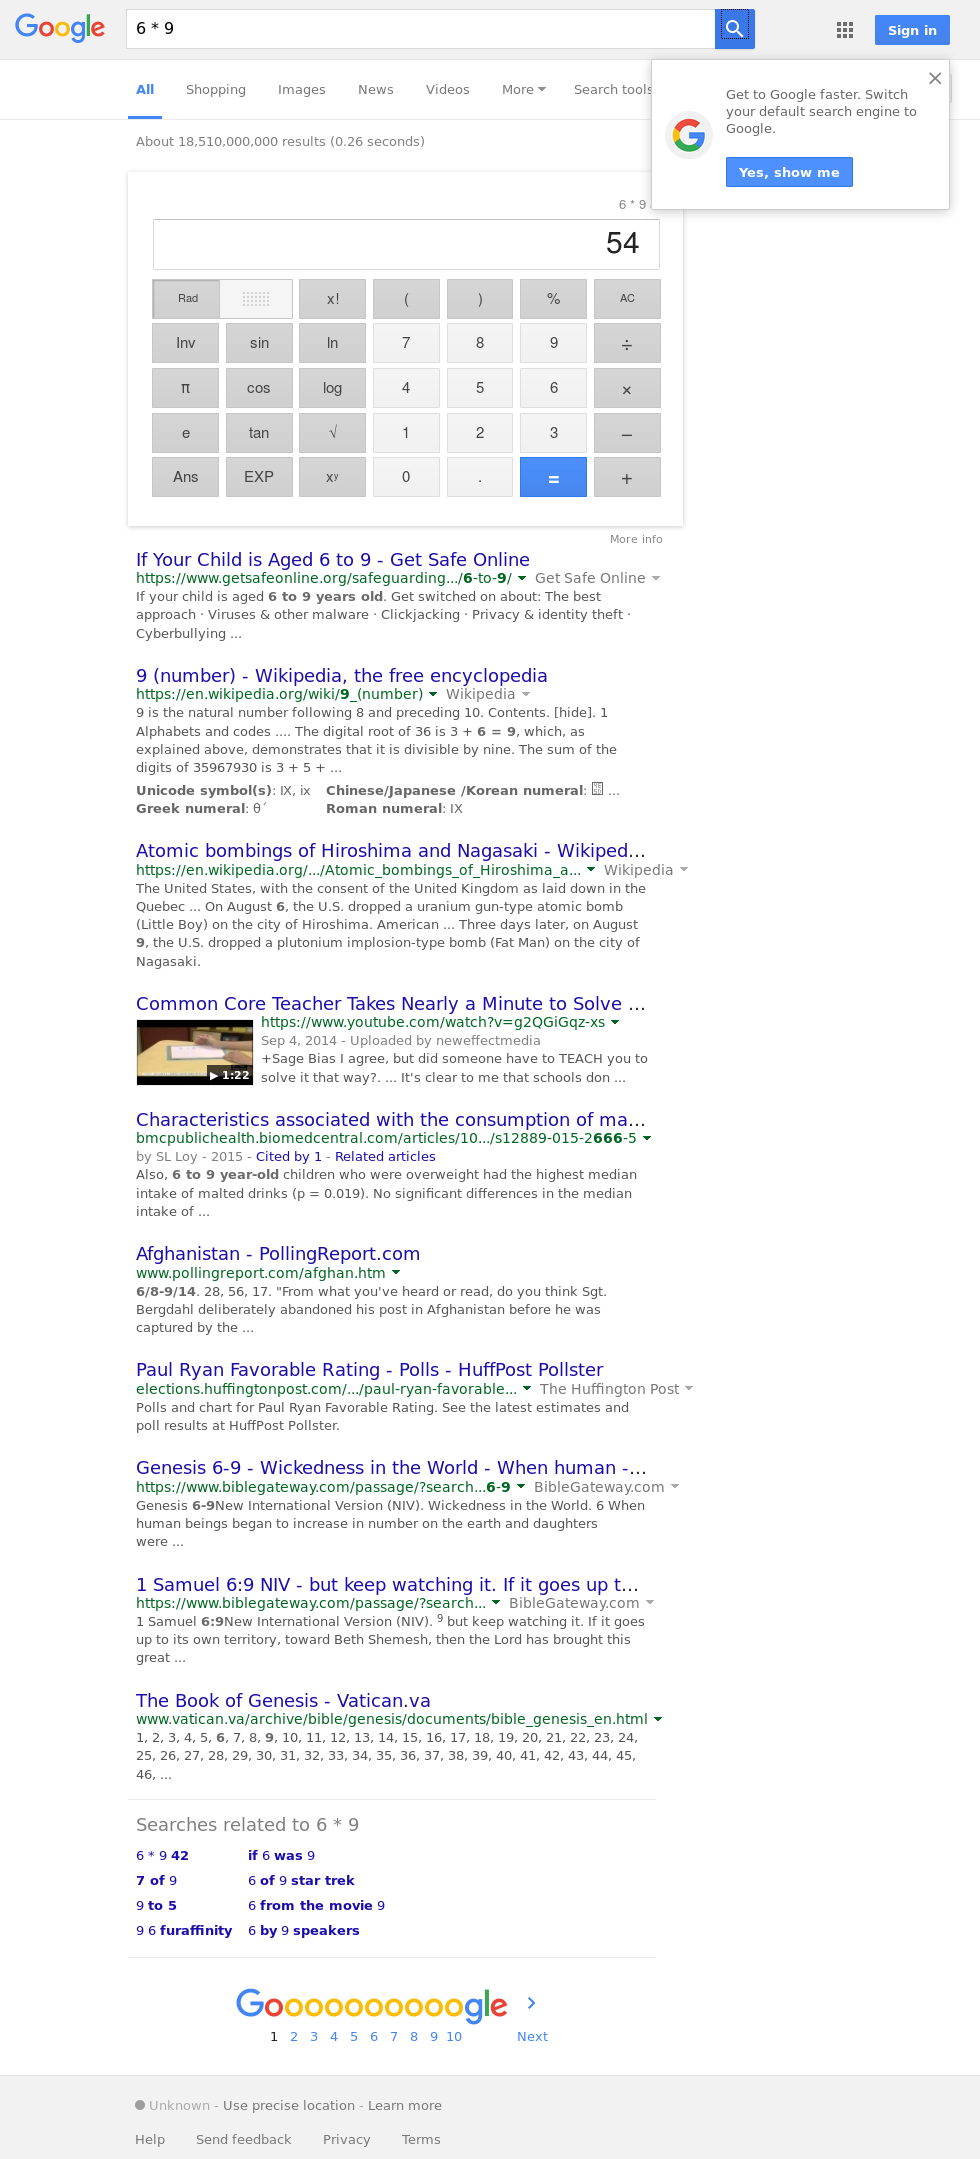 Google 6 * 9 Sign in
All Shopping Images News Videos More Search tools
Get to Google faster. Switch
your default search engine to
Google.
Yes, show me
About 18,510,000,000 results (0.26 seconds)
6 * 9
54
Rad x! ( ) % AC
Inv sin ln 7 8 9 ÷
π cos log 4 5 6 ×
e tan √ 1 2 3 −
Ans EXP xʸ 0 . = +
More info
If Your Child is Aged 6 to 9 - Get Safe Online
https://www.getsafeonline.org/safeguarding.../6-to-9/ Get Safe Online
If your child is aged 6 to 9 years old. Get switched on about: The best
approach · Viruses & other malware · Clickjacking · Privacy & identity theft ·
Cyberbullying ...
9 (number) - Wikipedia, the free encyclopedia
https://en.wikipedia.org/wiki/9_(number) Wikipedia
9 is the natural number following 8 and preceding 10. Contents. [hide]. 1
Alphabets and codes .... The digital root of 36 is 3 + 6 = 9, which, as
explained above, demonstrates that it is divisible by nine. The sum of the
digits of 35967930 is 3 + 5 + ...
Unicode symbol(s): Ⅸ, ⅸ Chinese/Japanese /Korean numeral: ...
Greek numeral: θ´ Roman numeral: IX
Atomic bombings of Hiroshima and Nagasaki - Wikiped...
https://en.wikipedia.org/.../Atomic_bombings_of_Hiroshima_a... Wikipedia
The United States, with the consent of the United Kingdom as laid down in the
Quebec ... On August 6, the U.S. dropped a uranium gun-type atomic bomb
(Little Boy) on the city of Hiroshima. American ... Three days later, on August
9, the U.S. dropped a plutonium implosion-type bomb (Fat Man) on the city of
Nagasaki.
Common Core Teacher Takes Nearly a Minute to Solve ...
https://www.youtube.com/watch?v=g2QGiGqz-xs
Sep 4, 2014 - Uploaded by neweffectmedia
+Sage Bias I agree, but did someone have to TEACH you to
solve it that way?. ... It's clear to me that schools don ...
1:22
Characteristics associated with the consumption of ma...
bmcpublichealth.biomedcentral.com/articles/10.../s12889-015-2666-5
by SL Loy - 2015 - Cited by 1 - Related articles
Also, 6 to 9 year-old children who were overweight had the highest median
intake of malted drinks (p = 0.019). No significant differences in the median
intake of ...
Afghanistan - PollingReport.com
www.pollingreport.com/afghan.htm
6/8-9/14. 28, 56, 17. "From what you've heard or read, do you think Sgt.
Bergdahl deliberately abandoned his post in Afghanistan before he was
captured by the ...
Paul Ryan Favorable Rating - Polls - HuffPost Pollster
elections.huffingtonpost.com/.../paul-ryan-favorable... The Huffington Post
Polls and chart for Paul Ryan Favorable Rating. See the latest estimates and
poll results at HuffPost Pollster.
Genesis 6-9 - Wickedness in the World - When human -...
https://www.biblegateway.com/passage/?search...6-9 BibleGateway.com
Genesis 6-9New International Version (NIV). Wickedness in the World. 6 When
human beings began to increase in number on the earth and daughters
were ...
1 Samuel 6:9 NIV - but keep watching it. If it goes up t...
https://www.biblegateway.com/passage/?search... BibleGateway.com
1 Samuel 6:9New International Version (NIV). 9 but keep watching it. If it goes
up to its own territory, toward Beth Shemesh, then the Lord has brought this
great ...
The Book of Genesis - Vatican.va
www.vatican.va/archive/bible/genesis/documents/bible_genesis_en.html
1, 2, 3, 4, 5, 6, 7, 8, 9, 10, 11, 12, 13, 14, 15, 16, 17, 18, 19, 20, 21, 22, 23, 24,
25, 26, 27, 28, 29, 30, 31, 32, 33, 34, 35, 36, 37, 38, 39, 40, 41, 42, 43, 44, 45,
46, ...
Searches related to 6 * 9
6 * 9 42 if 6 was 9
7 of 9 6 of 9 star trek
9 to 5 6 from the movie 9
9 6 furaffinity 6 by 9 speakers
Goooooooooogle
1 2 3 4 5 6 7 8 9 10 Next
Unknown - Use precise location - Learn more
Help Send feedback Privacy Terms